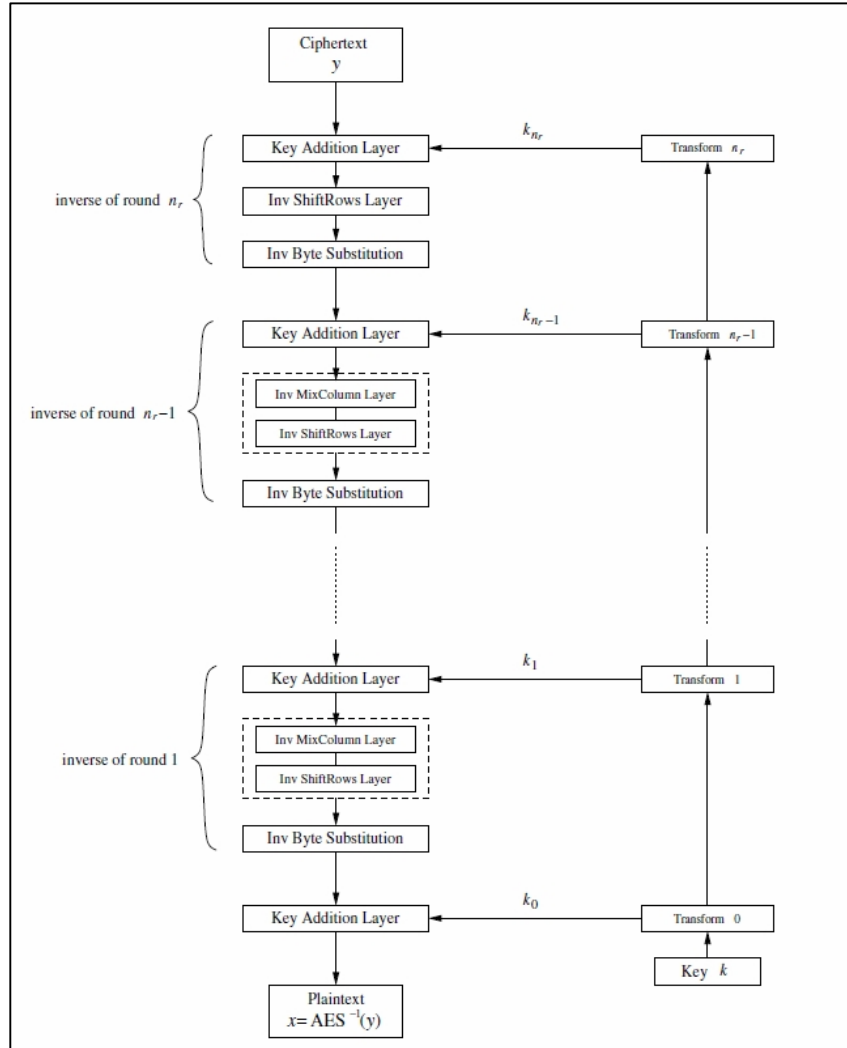 Ciphertext
y
Key Addition Layer
k_{n_r}
Transform n_r
inverse of round n_r
Inv ShiftRows Layer
Inv Byte Substitution
Key Addition Layer
k_{n_r-1}
Transform n_r-1
inverse of round n_r-1
Inv MixColumn Layer
Inv ShiftRows Layer
Inv Byte Substitution
Key Addition Layer
k_1
Transform 1
inverse of round 1
Inv MixColumn Layer
Inv ShiftRows Layer
Inv Byte Substitution
Key Addition Layer
k_0
Transform 0
Key k
Plaintext
x= AES^{-1}(y)